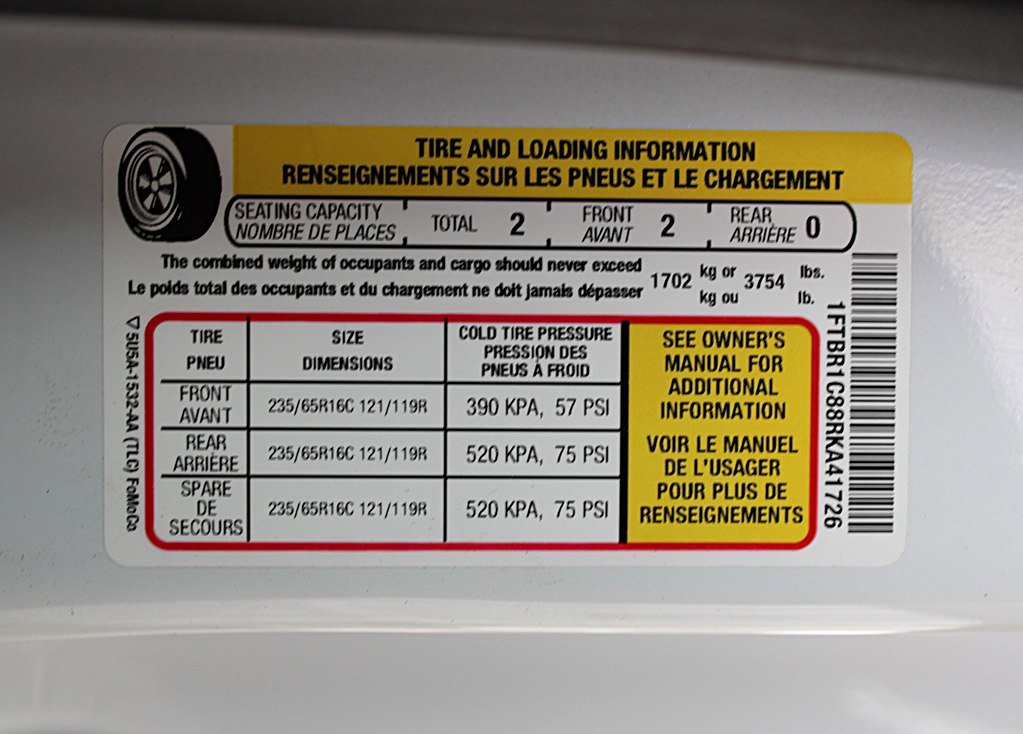 TIRE AND LOADING INFORMATION
RENSEIGNEMENTS SUR LES PNEUS ET LE CHARGEMENT
SEATING CAPACITY
NOMBRE DE PLACES
TOTAL 2
FRONT
AVANT 2
REAR
ARRIÈRE 0
The combined weight of occupants and cargo should never exceed 1702 kg or 3754 lbs.
Le poids total des occupants et du chargement ne doit jamais dépasser kg ou lb.
TIRE
PNEU
SIZE
DIMENSIONS
COLD TIRE PRESSURE
PRESSION DES
PNEUS À FROID
FRONT
AVANT
235/65R16C 121/119R
390 KPA, 57 PSI
REAR
ARRIÈRE
235/65R16C 121/119R
520 KPA, 75 PSI
SPARE
DE
SECOURS
235/65R16C 121/119R
520 KPA, 75 PSI
SEE OWNER'S
MANUAL FOR
ADDITIONAL
INFORMATION
VOIR LE MANUEL
DE L'USAGER
POUR PLUS DE
RENSEIGNEMENTS
1FTBR1C88RKA41726
5U5A-1532-AA (TLC) FoMoCo